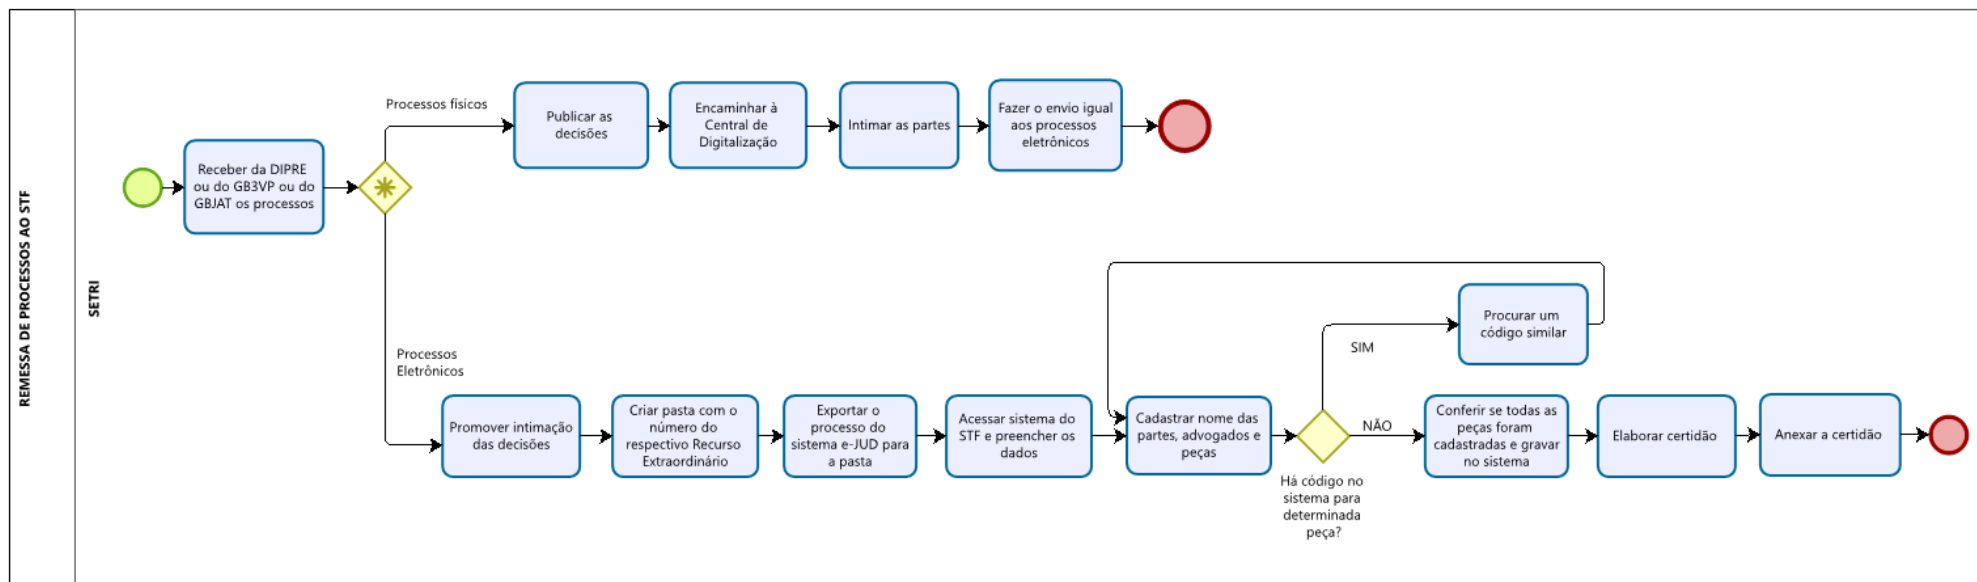 REMESSA DE PROCESSOS AO STF
SETRI
Receber da DIPRE
ou do GB3VP ou do
GBJAT os processos
Processos físicos
Publicar as
decisões
Encaminhar à
Central de
Digitalização
Intimar as partes
Fazer o envio igual
aos processos
eletrônicos
Processos
Eletrônicos
Promover intimação
das decisões
Criar pasta com o
número do
respectivo Recurso
Extraordinário
Exportar o
processo do
sistema e-JUD para
a pasta
Acessar sistema do
STF e preencher os
dados
Cadastrar nome das
partes, advogados e
peças
Há código no
sistema para
determinada
peça?
SIM
Procurar um
código similar
NÃO
Conferir se todas as
peças foram
cadastradas e gravar
no sistema
Elaborar certidão
Anexar a certidão